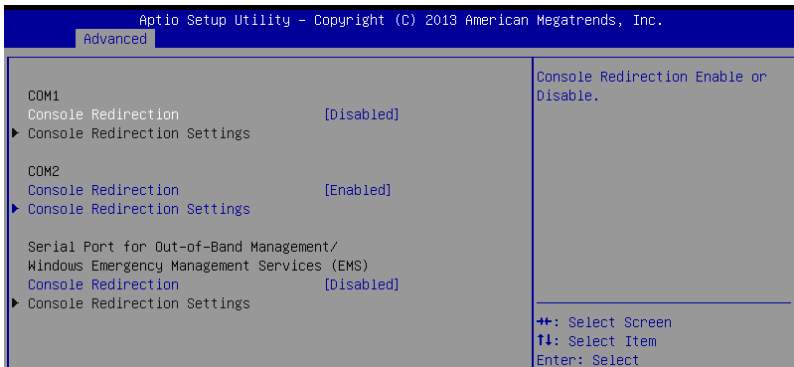 Aptio Setup Utility – Copyright (C) 2013 American Megatrends, Inc.
Advanced
COM1
Console Redirection [Disabled]
▶ Console Redirection Settings
COM2
Console Redirection [Enabled]
▶ Console Redirection Settings
Serial Port for Out-of-Band Management/
Windows Emergency Management Services (EMS)
Console Redirection [Disabled]
▶ Console Redirection Settings
Console Redirection Enable or
Disable.
→←: Select Screen
↑↓: Select Item
Enter: Select